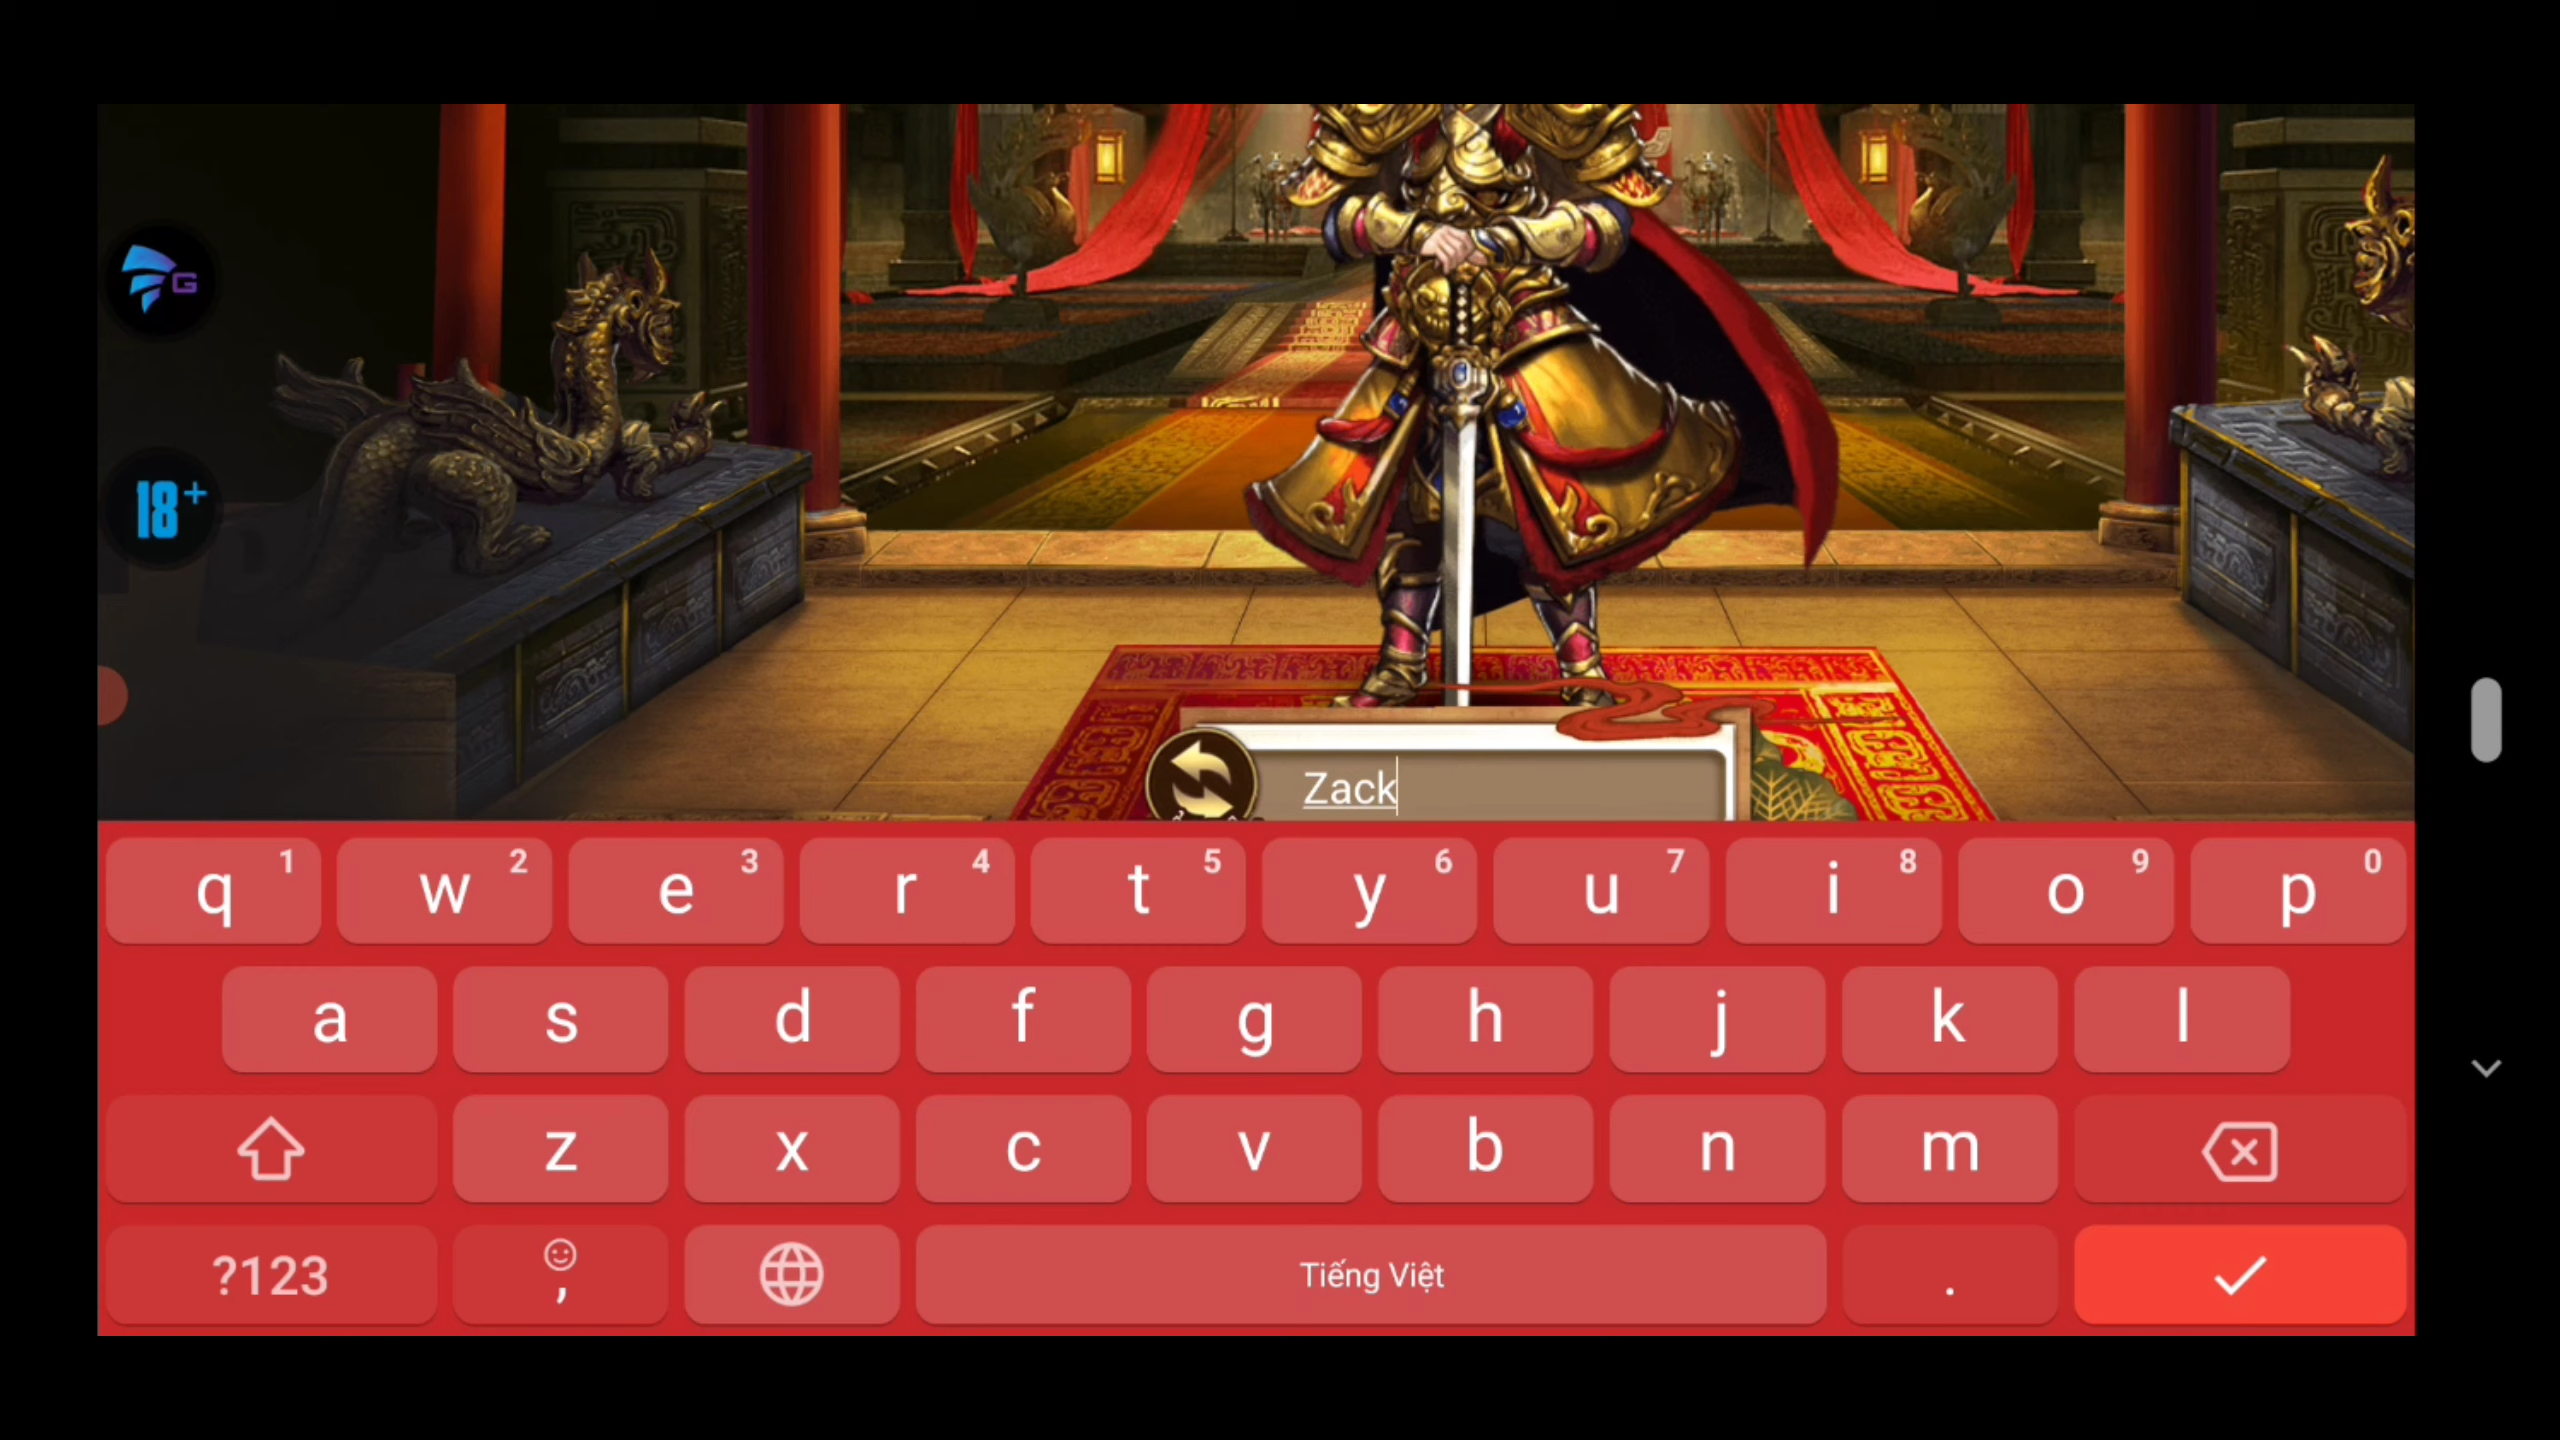 G
18+
Zack
q 1 w 2 e 3 r 4 t 5 y 6 u 7 i 8 o 9 p 0
a s d f g h j k l
z x c v b n m
?123 , Tiếng Việt .